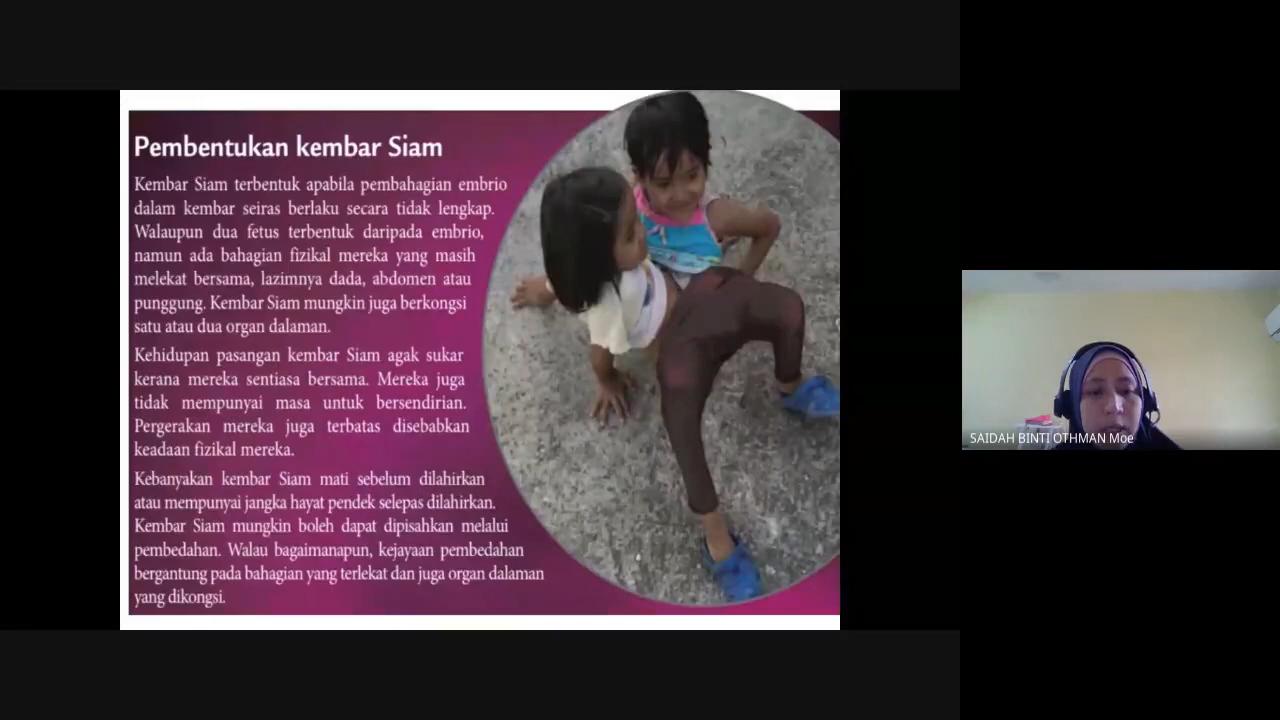 Pembentukan kembar Siam
Kembar Siam terbentuk apabila pembahagian embrio
dalam kembar seiras berlaku secara tidak lengkap.
Walaupun dua fetus terbentuk daripada embrio,
namun ada bahagian fizikal mereka yang masih
melekat bersama, lazimnya dada, abdomen atau
punggung. Kembar Siam mungkin juga berkongsi
satu atau dua organ dalaman.
Kehidupan pasangan kembar Siam agak sukar
kerana mereka sentiasa bersama. Mereka juga
tidak mempunyai masa untuk bersendirian.
Pergerakan mereka juga terbatas disebabkan
keadaan fizikal mereka.
Kebanyakan kembar Siam mati sebelum dilahirkan
atau mempunyai jangka hayat pendek selepas dilahirkan.
Kembar Siam mungkin boleh dapat dipisahkan melalui
pembedahan. Walau bagaimanapun, kejayaan pembedahan
bergantung pada bahagian yang terlekat dan juga organ dalaman
yang dikongsi.
SAIDAH BINTI OTHMAN Moe